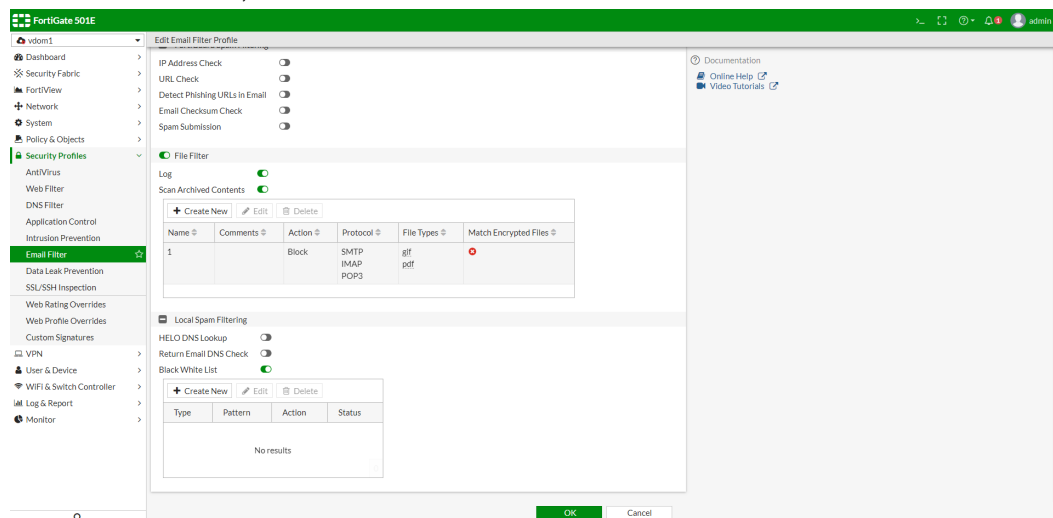 FortiGate 501E
>_
admin
vdom1
Edit Email Filter Profile
Dashboard
Security Fabric
FortiView
Network
System
Policy & Objects
Security Profiles
AntiVirus
Web Filter
DNS Filter
Application Control
Intrusion Prevention
Email Filter
Data Leak Prevention
SSL/SSH Inspection
Web Rating Overrides
Web Profile Overrides
Custom Signatures
VPN
User & Device
WiFi & Switch Controller
Log & Report
Monitor
IP Address Check
URL Check
Detect Phishing URLs in Email
Email Checksum Check
Spam Submission
File Filter
Log
Scan Archived Contents
+ Create New Edit Delete
Name Comments Action Protocol File Types Match Encrypted Files
1 Block SMTP gif
IMAP pdf
POP3
Local Spam Filtering
HELO DNS Lookup
Return Email DNS Check
Black White List
+ Create New Edit Delete
Type Pattern Action Status
No results
OK Cancel
Documentation
Online Help
Video Tutorials